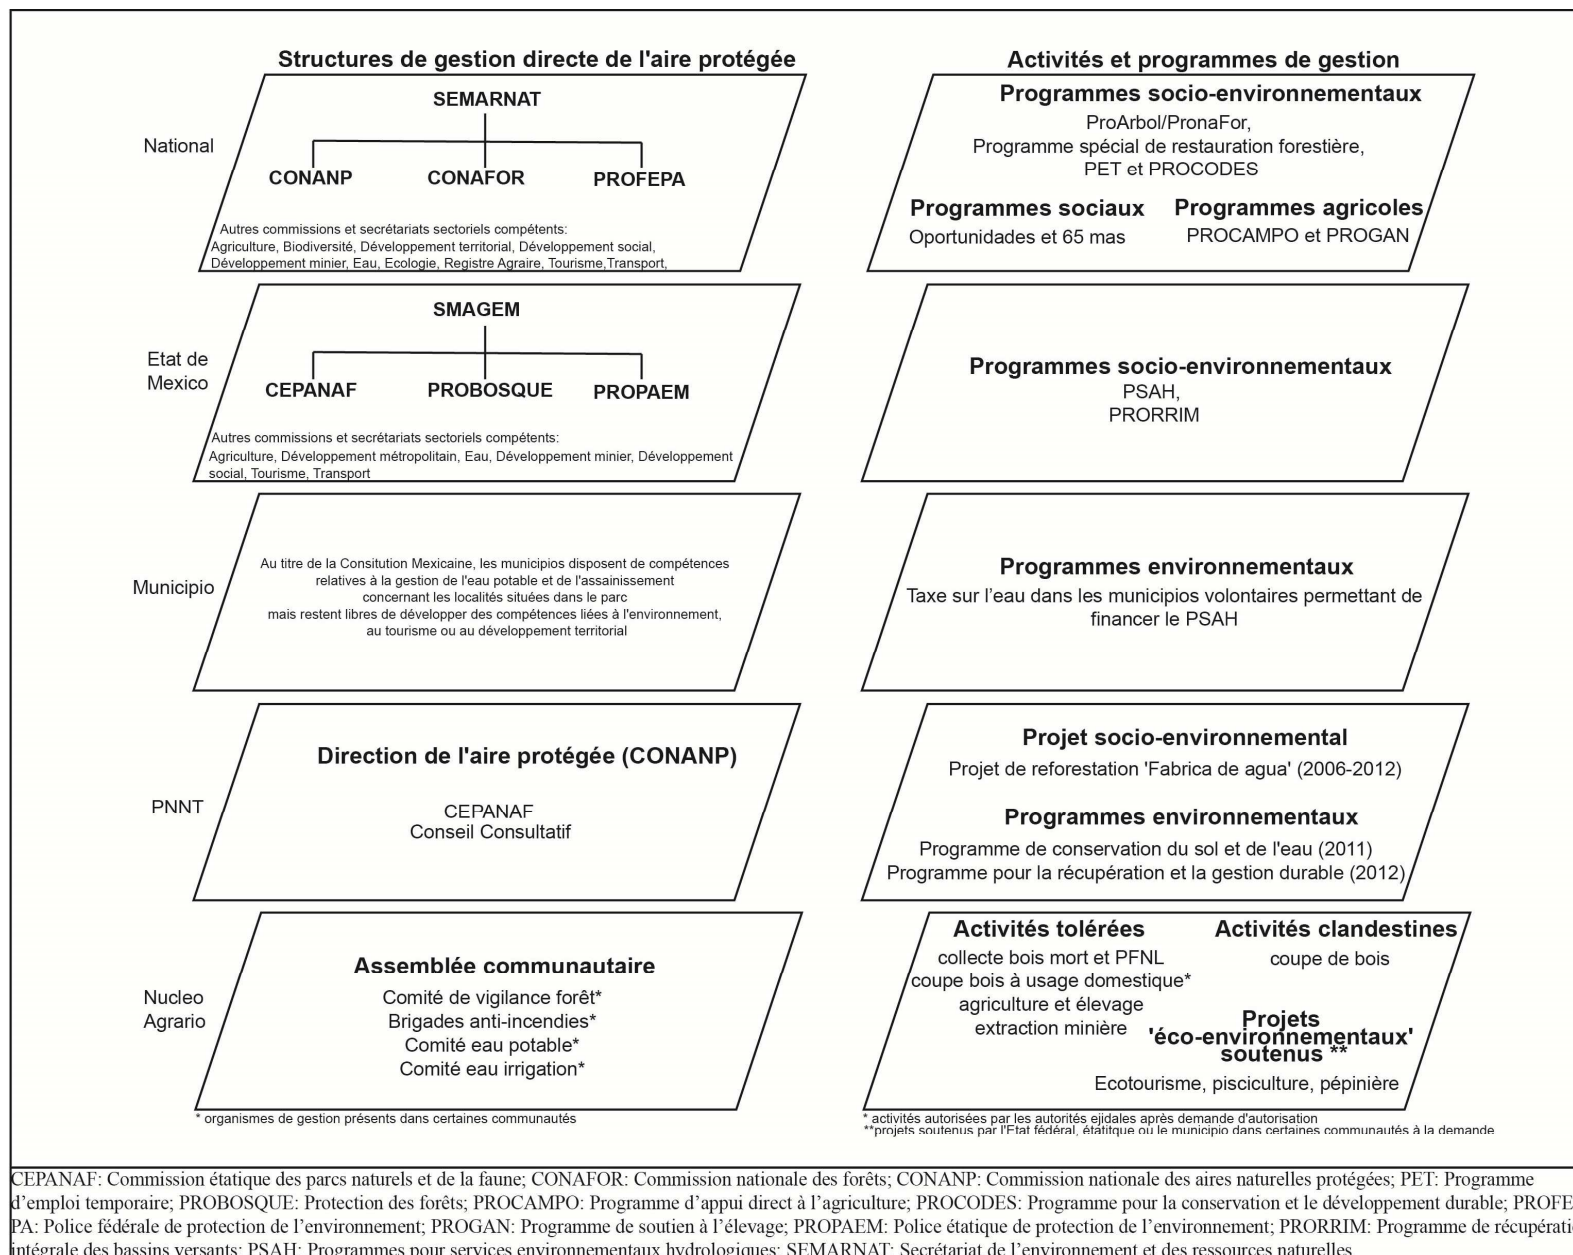 Structures de gestion directe de l'aire protégée
Activités et programmes de gestion
National
SEMARNAT
CONANP
CONAFOR
PROFEPA
Autres commissions et secrétariats sectoriels compétents:
Agriculture, Biodiversité, Développement territorial, Développement social,
Développement minier, Eau, Ecologie, Registre Agraire, Tourisme,Transport,
Programmes socio-environnementaux
ProArbol/PronaFor,
Programme spécial de restauration forestière,
PET et PROCODES
Programmes sociaux
Oportunidades et 65 mas
Programmes agricoles
PROCAMPO et PROGAN
Etat de
Mexico
SMAGEM
CEPANAF
PROBOSQUE
PROPAEM
Autres commissions et secrétariats sectoriels compétents:
Agriculture, Développement métropolitain, Eau, Développement minier, Développement
social, Tourisme, Transport
Programmes socio-environnementaux
PSAH,
PRORRIM
Municipio
Au titre de la Consitution Mexicaine, les municipios disposent de compétences
relatives à la gestion de l'eau potable et de l'assainissement
concernant les localités situées dans le parc
mais restent libres de développer des compétences liées à l'environnement,
au tourisme ou au développement territorial
Programmes environnementaux
Taxe sur l'eau dans les municipios volontaires permettant de
financer le PSAH
PNNT
Direction de l'aire protégée (CONANP)
CEPANAF
Conseil Consultatif
Projet socio-environnemental
Projet de reforestation 'Fabrica de agua' (2006-2012)
Programmes environnementaux
Programme de conservation du sol et de l'eau (2011)
Programme pour la récupération et la gestion durable (2012)
Nucleo
Agrario
Assemblée communautaire
Comité de vigilance forêt*
Brigades anti-incendies*
Comité eau potable*
Comité eau irrigation*
* organismes de gestion présents dans certaines communautés
Activités tolérées
collecte bois mort et PFNL
coupe bois à usage domestique*
agriculture et élevage
extraction minière
Activités clandestines
coupe de bois
Projets
'éco-environnementaux'
soutenus **
Ecotourisme, pisciculture, pépinière
* activités autorisées par les autorités ejidales après demande d'autorisation
**projets soutenus par l'Etat fédéral, étatitque ou le municipio dans certaines communautés à la demande
CEPANAF: Commission étatique des parcs naturels et de la faune; CONAFOR: Commission nationale des forêts; CONANP: Commission nationale des aires naturelles protégées; PET: Programme
d'emploi temporaire; PROBOSQUE: Protection des forêts; PROCAMPO: Programme d'appui direct à l'agriculture; PROCODES: Programme pour la conservation et le développement durable; PROFE
PA: Police fédérale de protection de l'environnement; PROGAN: Programme de soutien à l'élevage; PROPAEM: Police étatique de protection de l'environnement; PRORRIM: Programme de récupérati
intégrale des bassins versants; PSAH: Programmes pour services environnementaux hydrologiques; SEMARNAT: Secrétariat de l'environnement et des ressources naturelles